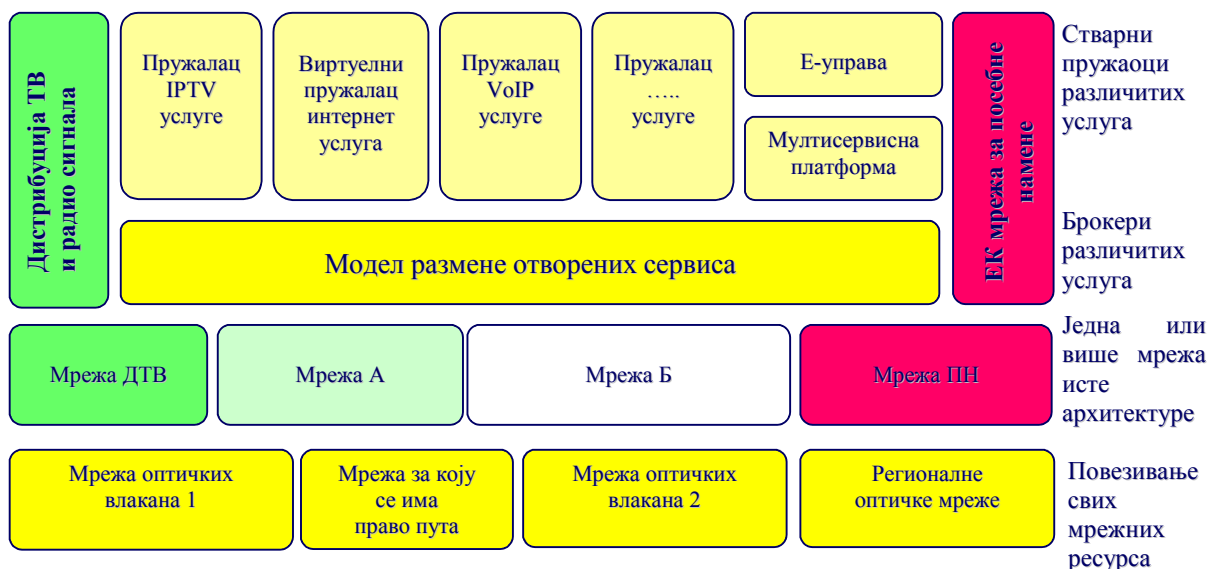 Дистрибуција ТВ
и радио сигнала
Пружалац
IPTV
услуге
Виртуелни
пружалац
интернет
услуга
Пружалац
VoIP
услуге
Пружалац
…..
услуге
Е-управа
Мултисервисна
платформа
ЕК мрежа за посебне
намене
Стварни
пружаоци
различитих
услуга
Модел размене отворених сервиса
Брокери
различитих
услуга
Мрежа ДТВ
Мрежа А
Мрежа Б
Мрежа ПН
Једна или
више мрежа
исте
архитектуре
Мрежа оптичких
влакана 1
Мрежа за коју
се има
право пута
Мрежа оптичких
влакана 2
Регионалне
оптичке мреже
Повезивање
свих
мрежних
ресурса